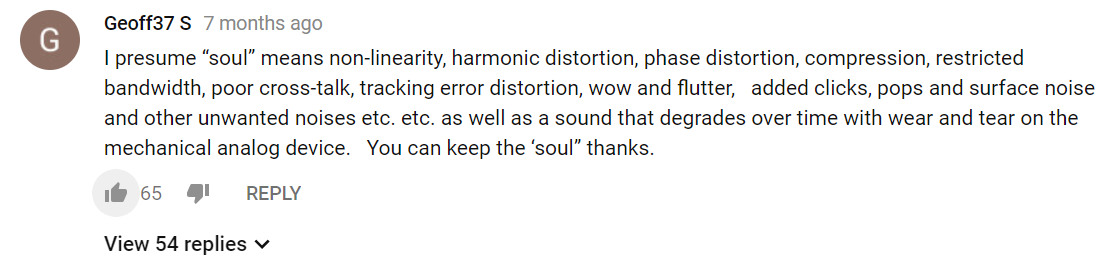 G
Geoff37 S 7 months ago
I presume “soul” means non-linearity, harmonic distortion, phase distortion, compression, restricted
bandwidth, poor cross-talk, tracking error distortion, wow and flutter,   added clicks, pops and surface noise
and other unwanted noises etc. etc. as well as a sound that degrades over time with wear and tear on the
mechanical analog device.   You can keep the ‘soul” thanks.
65 REPLY
View 54 replies